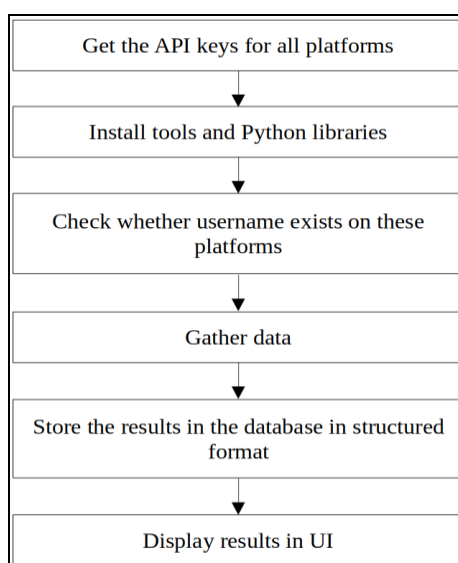 Get the API keys for all platforms
Install tools and Python libraries
Check whether username exists on these
platforms
Gather data
Store the results in the database in structured
format
Display results in UI